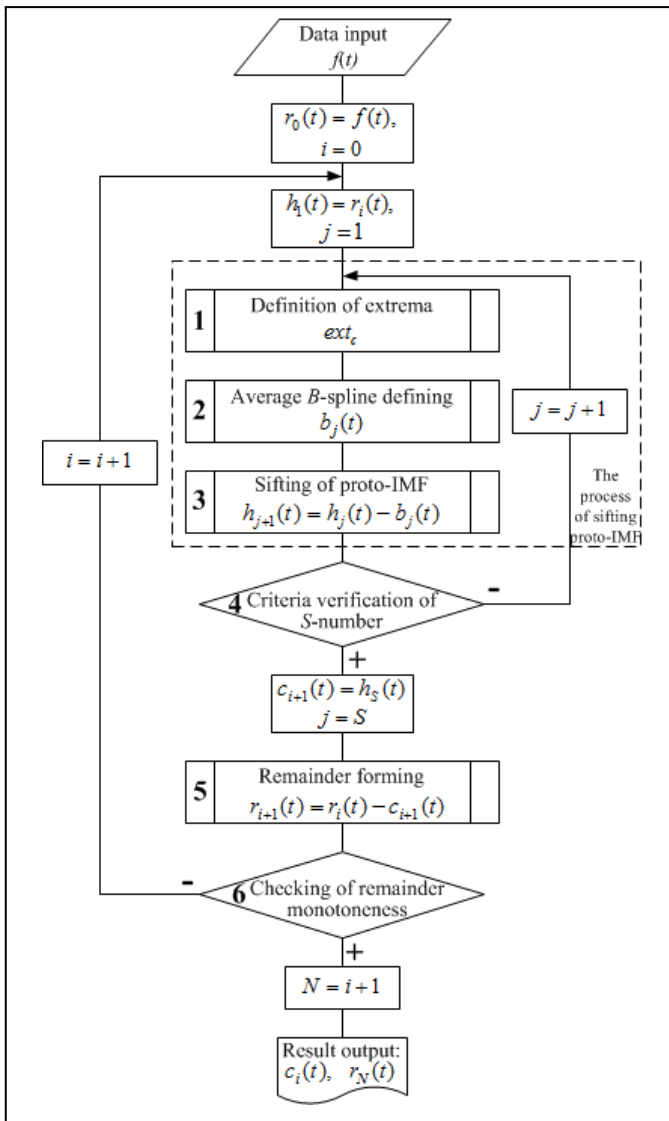 Data input
f(t)
r₀(t) = f(t),
i = 0
h₁(t) = rᵢ(t),
j = 1
1
Definition of extrema
ext_c
2
Average B-spline defining
b_j(t)
j = j + 1
i = i + 1
3
Sifting of proto-IMF
h_{j+1}(t) = h_j(t) − b_j(t)
The
process
of sifting
proto-IMF
4 Criteria verification of
S-number
-
+
c_{i+1}(t) = h_S(t)
j = S
5
Remainder forming
r_{i+1}(t) = r_i(t) − c_{i+1}(t)
-
6 Checking of remainder
monotoneness
+
N = i + 1
Result output:
c_i(t), r_N(t)